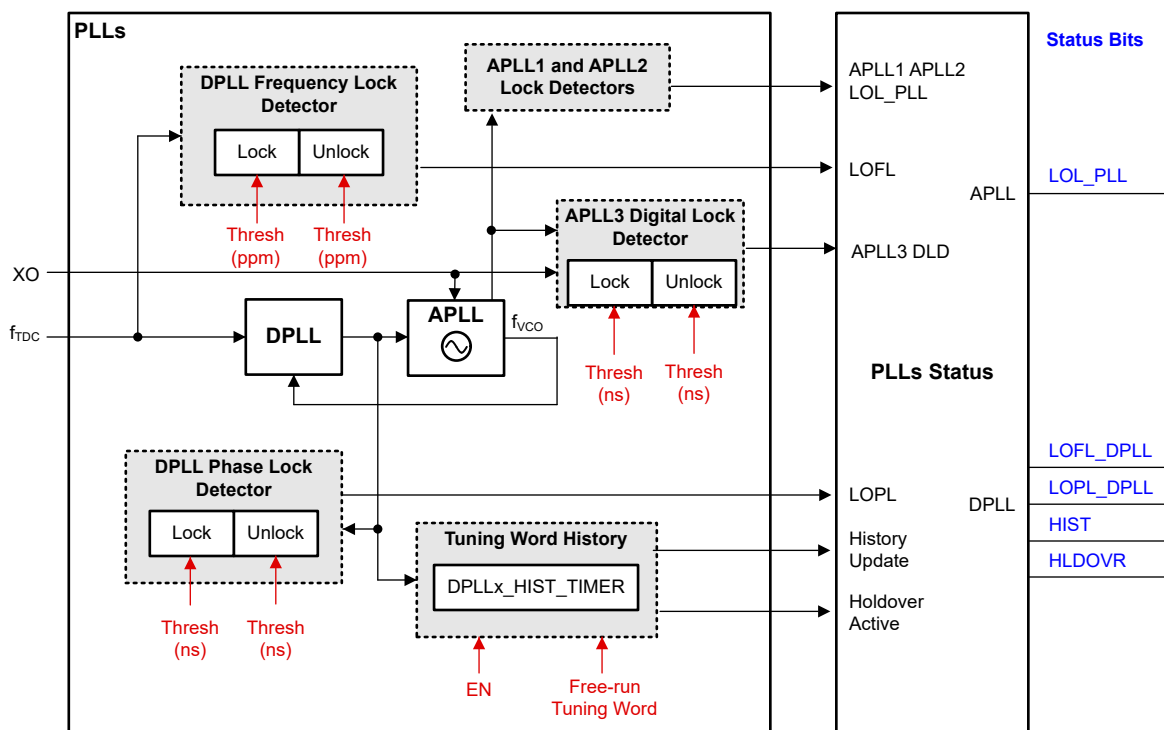 PLLs
DPLL Frequency Lock
Detector
Lock
Unlock
Thresh
(ppm)
Thresh
(ppm)
APLL1 and APLL2
Lock Detectors
APLL3 Digital Lock
Detector
Lock
Unlock
Thresh
(ns)
Thresh
(ns)
XO
fTDC
DPLL
APLL
fVCO
DPLL Phase Lock
Detector
Lock
Unlock
Thresh
(ns)
Thresh
(ns)
Tuning Word History
DPLLx_HIST_TIMER
EN
Free-run
Tuning Word
APLL1 APLL2
LOL_PLL
LOFL
APLL3 DLD
APLL
PLLs Status
LOPL
DPLL
History
Update
Holdover
Active
Status Bits
LOL_PLL
LOFL_DPLL
LOPL_DPLL
HIST
HLDOVR